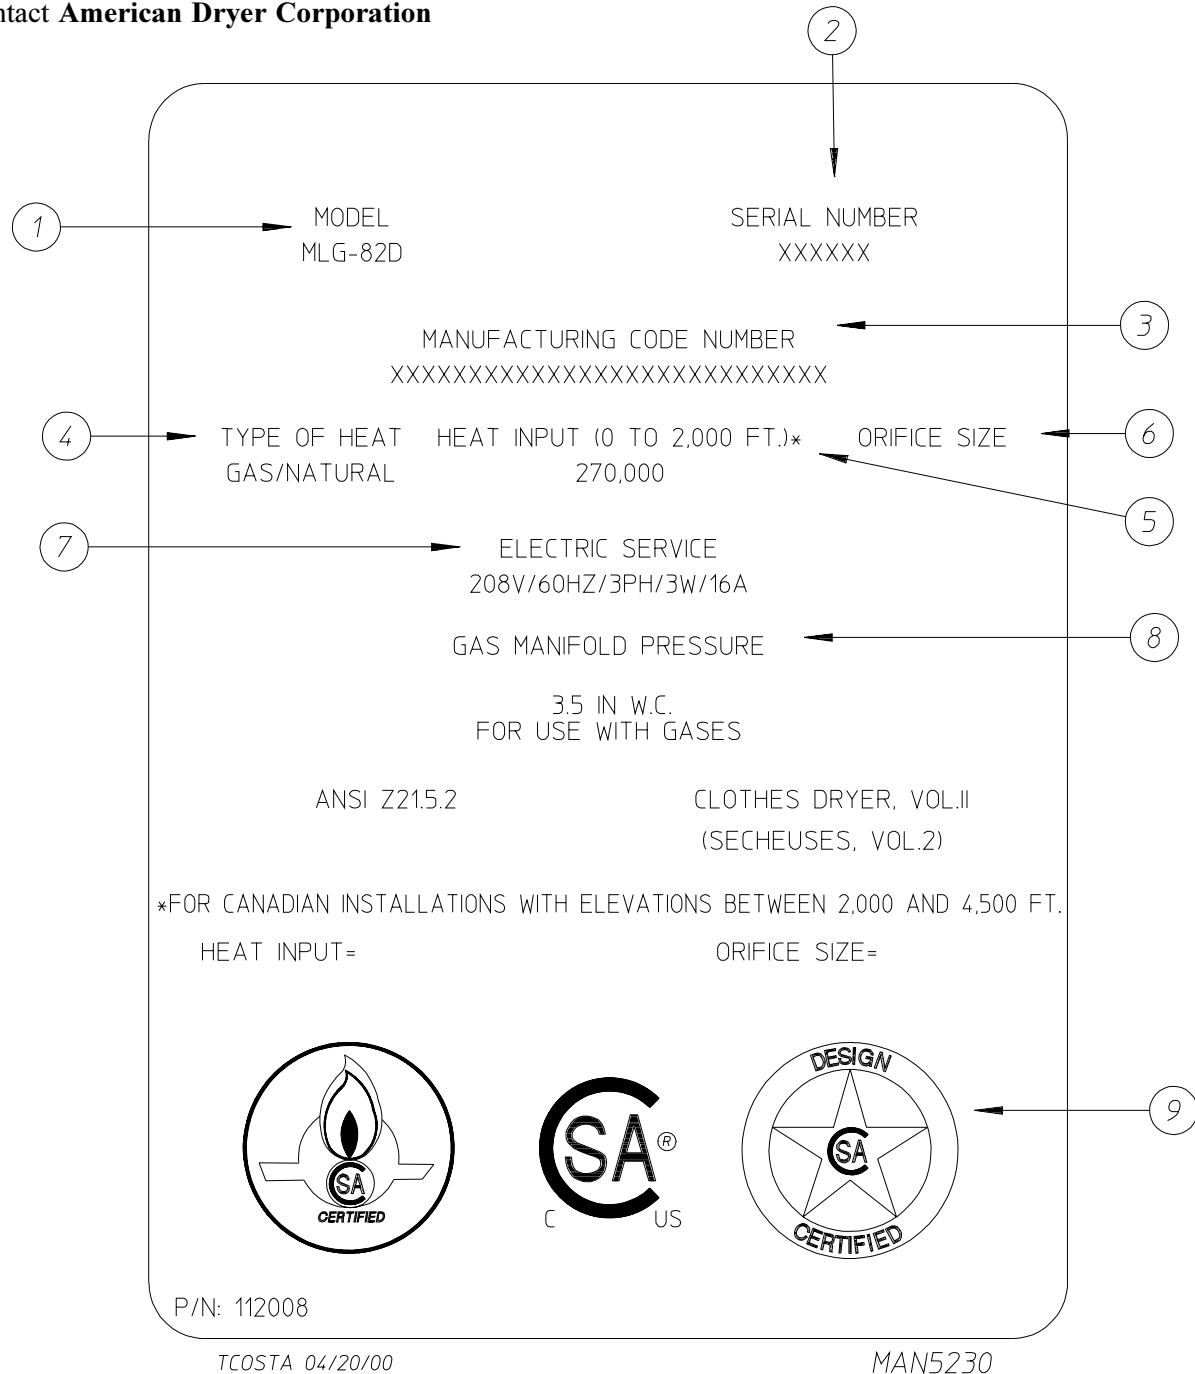 ntact American Dryer Corporation
2
1
MODEL
MLG-82D
SERIAL NUMBER
XXXXXX
3
MANUFACTURING CODE NUMBER
XXXXXXXXXXXXXXXXXXXXXXXXXXXX
4
TYPE OF HEAT
GAS/NATURAL
HEAT INPUT (0 TO 2,000 FT.)*
270,000
ORIFICE SIZE
6
5
7
ELECTRIC SERVICE
208V/60HZ/3PH/3W/16A
GAS MANIFOLD PRESSURE
8
3.5 IN W.C.
FOR USE WITH GASES
ANSI Z21.5.2
CLOTHES DRYER, VOL.II
(SECHEUSES, VOL.2)
*FOR CANADIAN INSTALLATIONS WITH ELEVATIONS BETWEEN 2,000 AND 4,500 FT.
HEAT INPUT=
ORIFICE SIZE=
SA
CERTIFIED
SA ®
C US
DESIGN
SA
CERTIFIED
9
P/N: 112008
TCOSTA 04/20/00
MAN5230